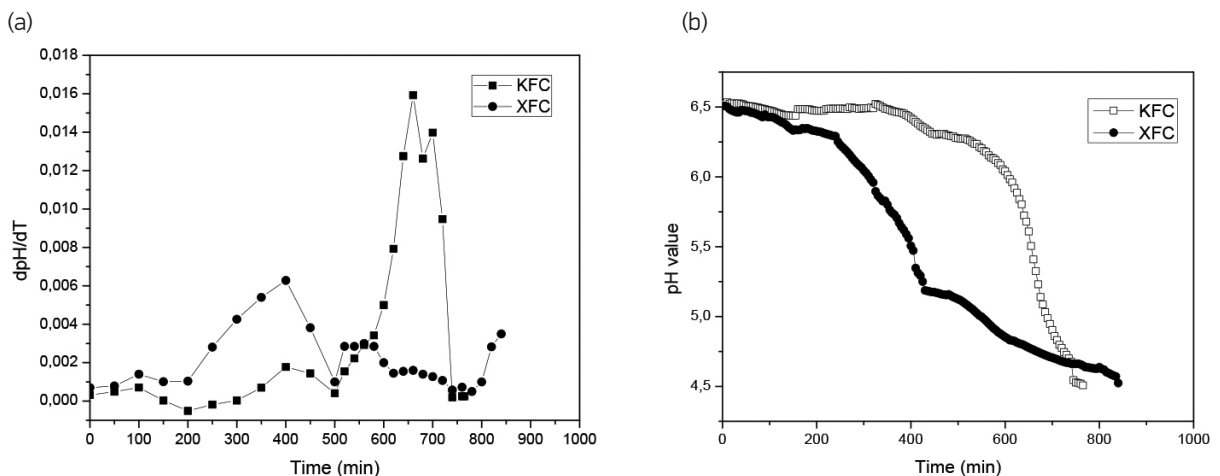 (a)
0,018
0,016
0,014
0,012
0,010
0,008
0,006
0,004
0,002
0,000
dpH/dT
KFC
XFC
0 100 200 300 400 500 600 700 800 900 1000
Time (min)
(b)
6,5
6,0
5,5
5,0
4,5
pH value
KFC
XFC
0 200 400 600 800 1000
Time (min)